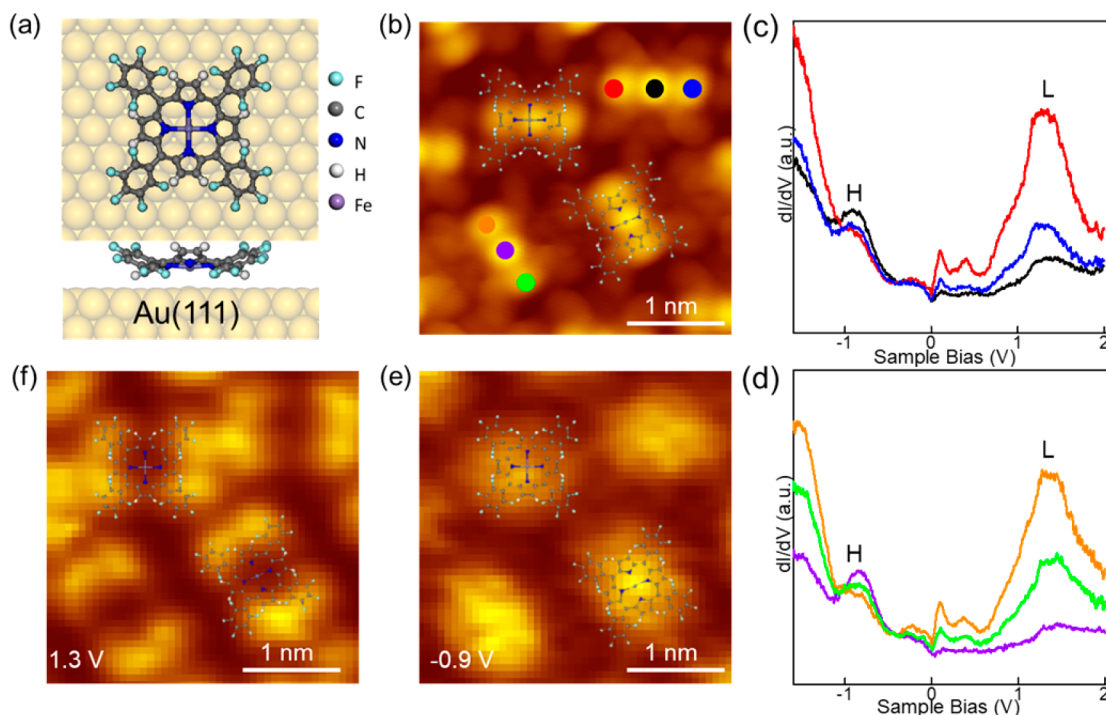 (a)
F
C
N
H
Fe
Au(111)
(b)
1 nm
(c)
dI/dV (a.u.)
H
L
-1
0
1
2
Sample Bias (V)
(f)
1.3 V
1 nm
(e)
-0.9 V
1 nm
(d)
dI/dV (a.u.)
H
L
-1
0
1
2
Sample Bias (V)